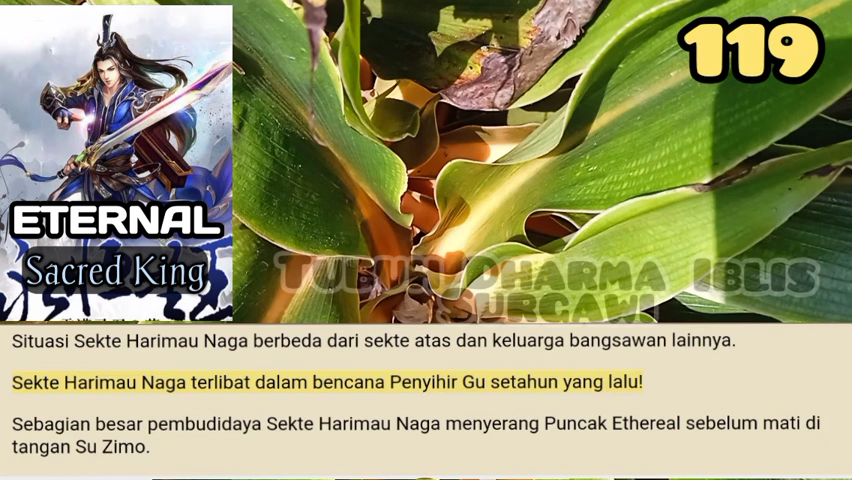 119
ETERNAL
Sacred King
TUBUH DHARMA IBLIS
SURGAWI
Situasi Sekte Harimau Naga berbeda dari sekte atas dan keluarga bangsawan lainnya.
Sekte Harimau Naga terlibat dalam bencana Penyihir Gu setahun yang lalu!
Sebagian besar pembudidaya Sekte Harimau Naga menyerang Puncak Ethereal sebelum mati di
tangan Su Zimo.